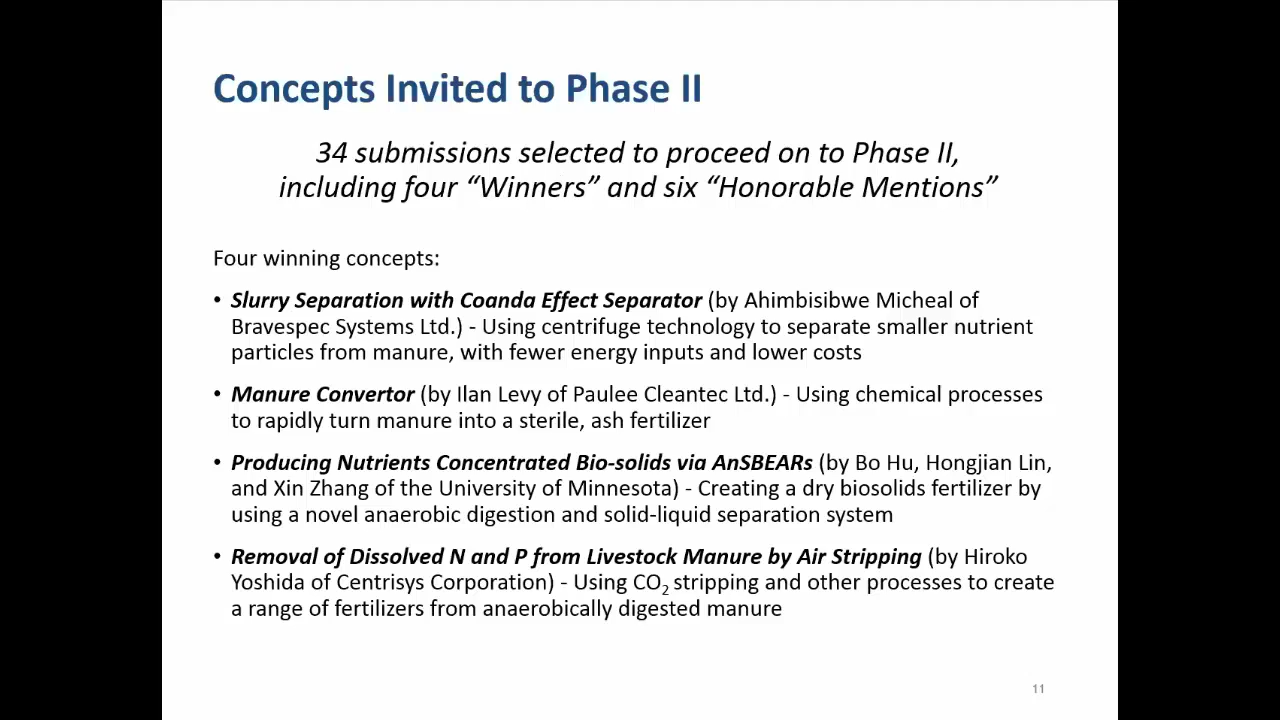 Concepts Invited to Phase II
34 submissions selected to proceed on to Phase II,
including four “Winners” and six “Honorable Mentions”
Four winning concepts:
• Slurry Separation with Coanda Effect Separator (by Ahimbisibwe Micheal of
Bravespec Systems Ltd.) - Using centrifuge technology to separate smaller nutrient
particles from manure, with fewer energy inputs and lower costs
• Manure Convertor (by Ilan Levy of Paulee Cleantec Ltd.) - Using chemical processes
to rapidly turn manure into a sterile, ash fertilizer
• Producing Nutrients Concentrated Bio-solids via AnSBEARs (by Bo Hu, Hongjian Lin,
and Xin Zhang of the University of Minnesota) - Creating a dry biosolids fertilizer by
using a novel anaerobic digestion and solid-liquid separation system
• Removal of Dissolved N and P from Livestock Manure by Air Stripping (by Hiroko
Yoshida of Centrisys Corporation) - Using CO₂ stripping and other processes to create
a range of fertilizers from anaerobically digested manure
11